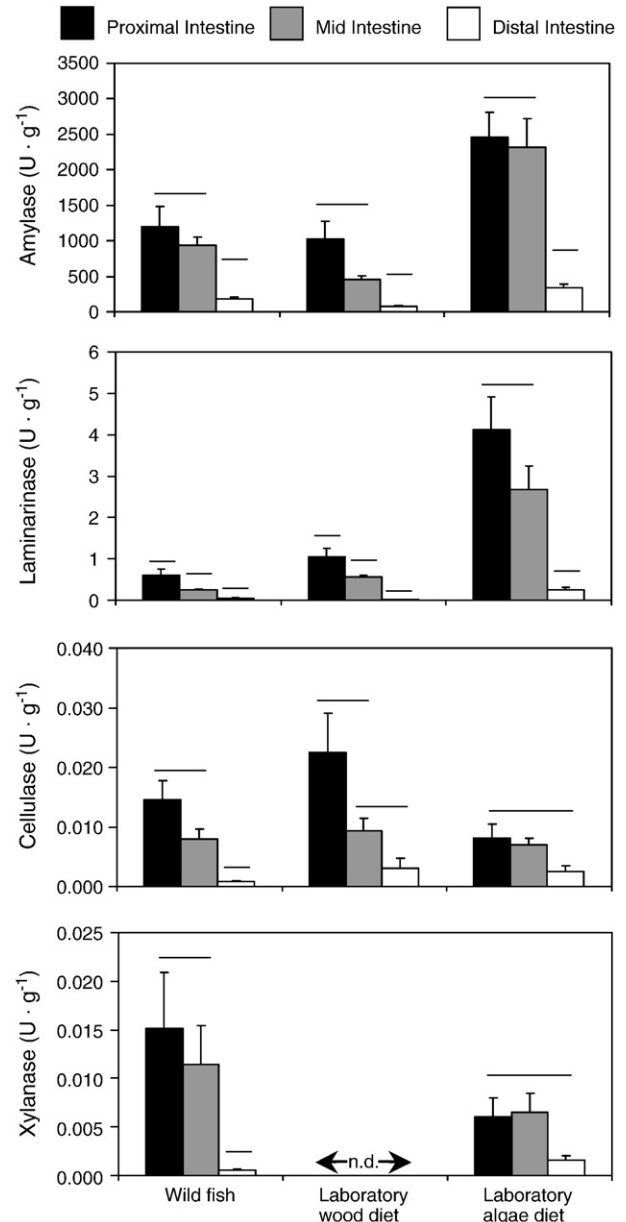 Proximal Intestine Mid Intestine Distal Intestine
Amylase (U · g⁻¹)
3500
3000
2500
2000
1500
1000
500
0
Laminarinase (U · g⁻¹)
6
5
4
3
2
1
0
Cellulase (U · g⁻¹)
0.040
0.030
0.020
0.010
0.000
Xylanase (U · g⁻¹)
0.025
0.020
0.015
0.010
0.005
0.000
n.d.
Wild fish
Laboratory
wood diet
Laboratory
algae diet